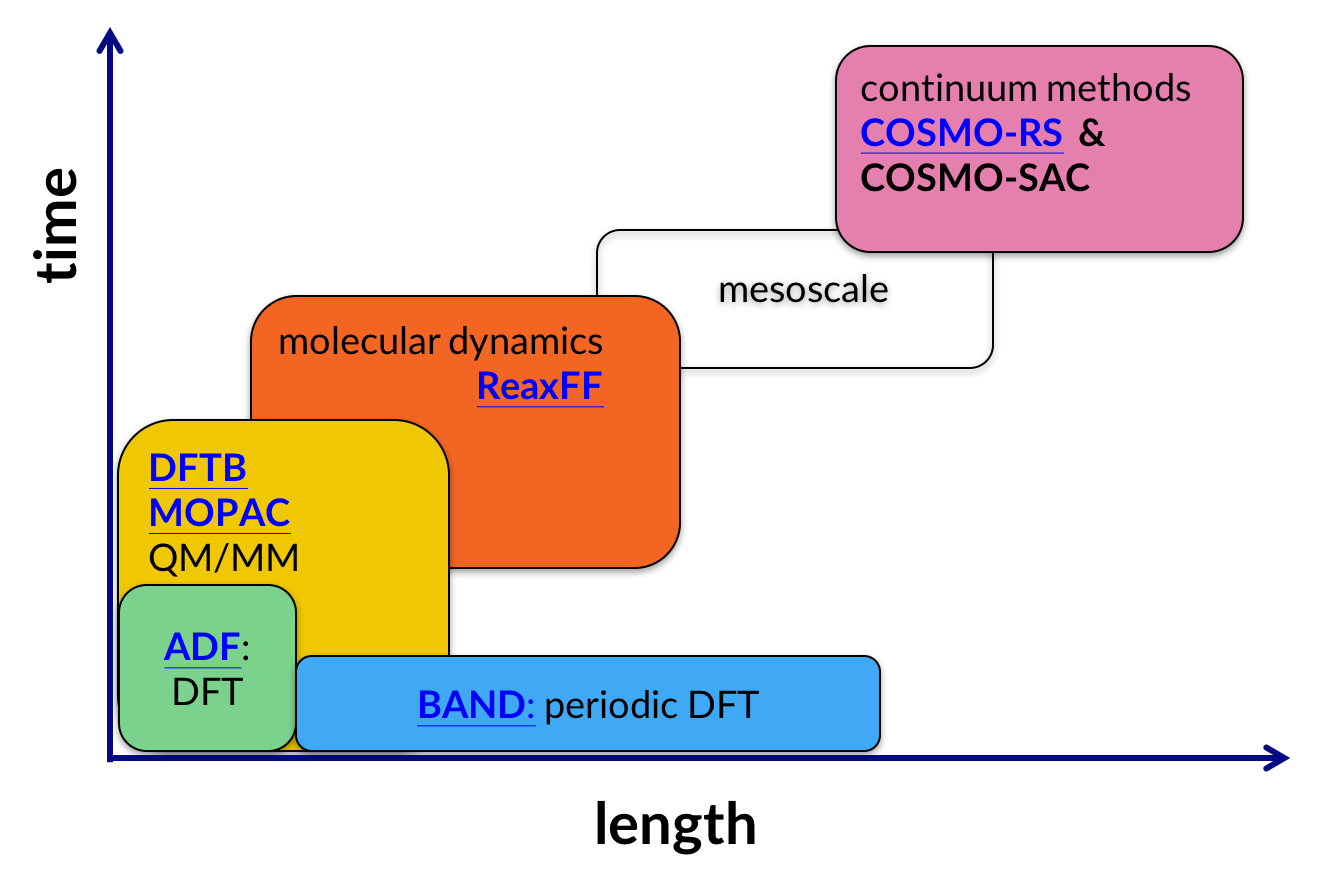 time
continuum methods
COSMO-RS &
COSMO-SAC
mesoscale
molecular dynamics
ReaxFF
DFTB
MOPAC
QM/MM
ADF:
DFT
BAND: periodic DFT
length